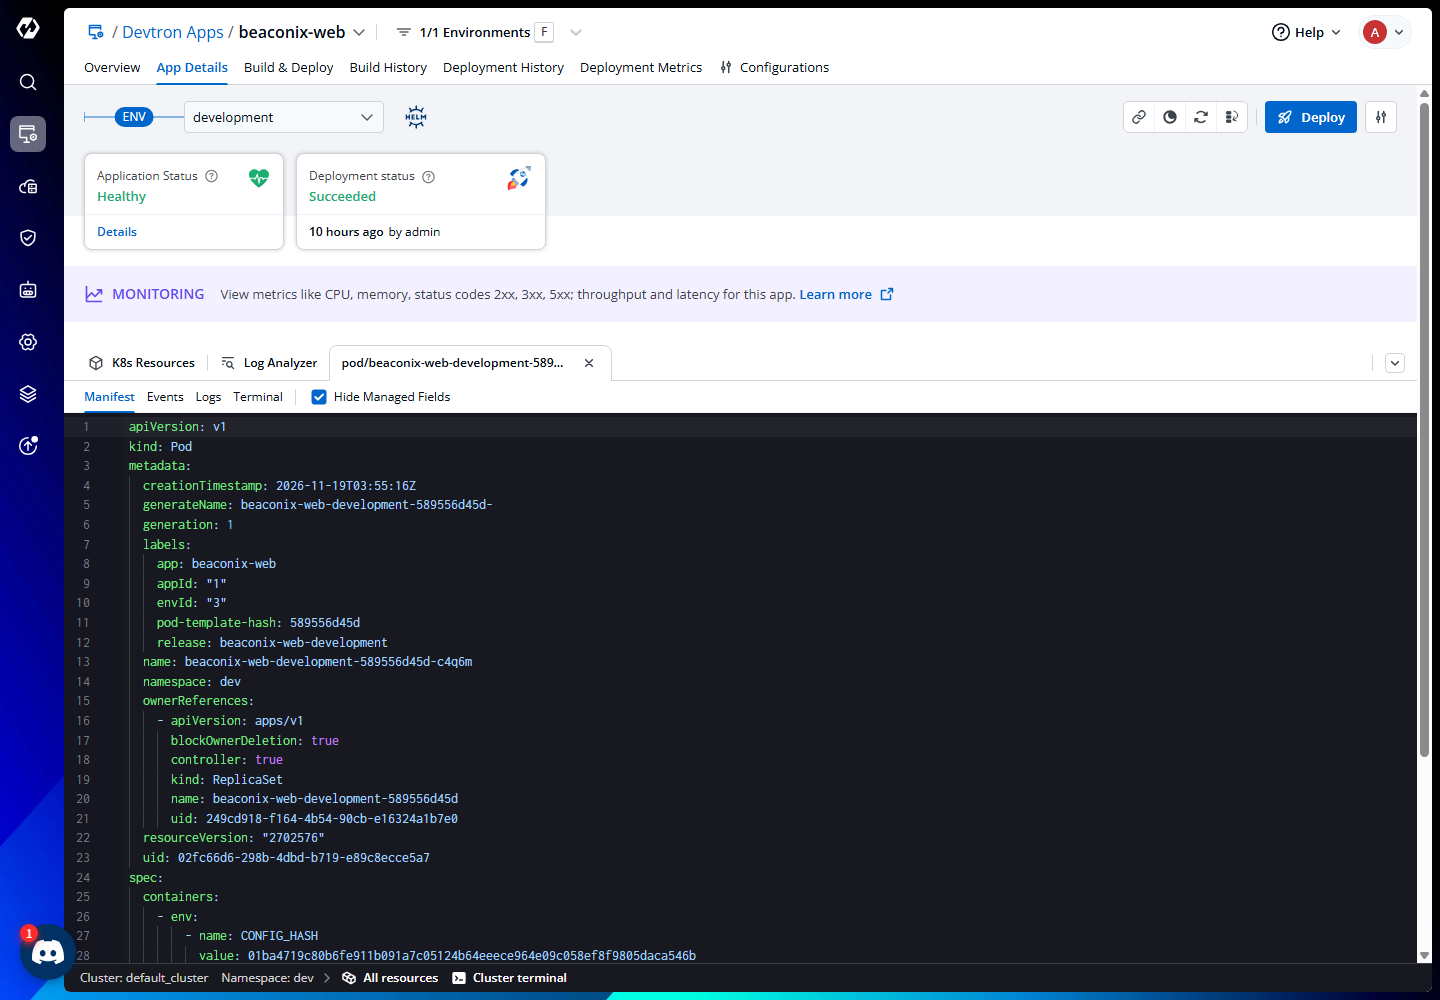 / Devtron Apps / beaconix-web
1/1 Environments F
Help
A
Overview
App Details
Build & Deploy
Build History
Deployment History
Deployment Metrics
Configurations
ENV
development
HELM
Deploy
Application Status
Healthy
Details
Deployment status
Succeeded
10 hours ago by admin
MONITORING
View metrics like CPU, memory, status codes 2xx, 3xx, 5xx; throughput and latency for this app. Learn more
K8s Resources
Log Analyzer
pod/beaconix-web-development-589...
Manifest
Events
Logs
Terminal
Hide Managed Fields
1 apiVersion: v1
2 kind: Pod
3 metadata:
4 creationTimestamp: 2026-11-19T03:55:16Z
5 generateName: beaconix-web-development-589556d45d-
6 generation: 1
7 labels:
8 app: beaconix-web
9 appId: "1"
10 envId: "3"
11 pod-template-hash: 589556d45d
12 release: beaconix-web-development
13 name: beaconix-web-development-589556d45d-c4q6m
14 namespace: dev
15 ownerReferences:
16 - apiVersion: apps/v1
17 blockOwnerDeletion: true
18 controller: true
19 kind: ReplicaSet
20 name: beaconix-web-development-589556d45d
21 uid: 249cd918-f164-4b54-90cb-e16324a1b7e0
22 resourceVersion: "2702576"
23 uid: 02fc66d6-298b-4dbd-b719-e89c8ecce5a7
24 spec:
25 containers:
26 - env:
27 - name: CONFIG_HASH
28 value: 01ba4719c80b6fe911b091a7c05124b64eeece964e09c058ef8f9805daca546b
1
Cluster: default_cluster
Namespace: dev
All resources
Cluster terminal